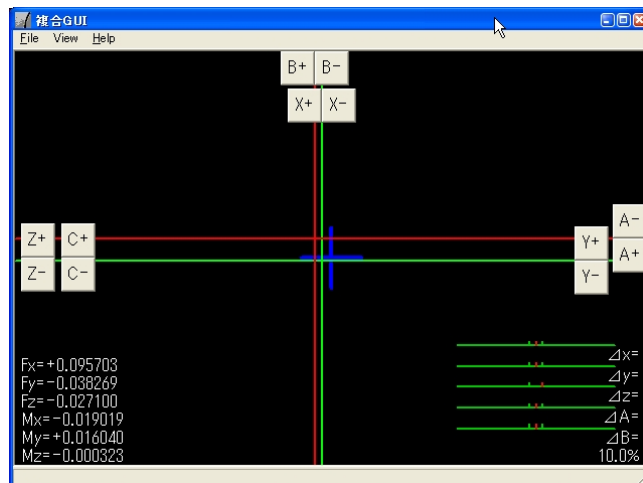 複合GUI
File View Help
B+ B-
X+ X-
Z+ C+ Y+ A-
Z- C- Y- A+
Fx=+0.095703
Fy=-0.038269
Fz=-0.027100
Mx=-0.019019
My=+0.016040
Mz=-0.000323
⊿x=
⊿y=
⊿z=
⊿A=
⊿B=
10.0%